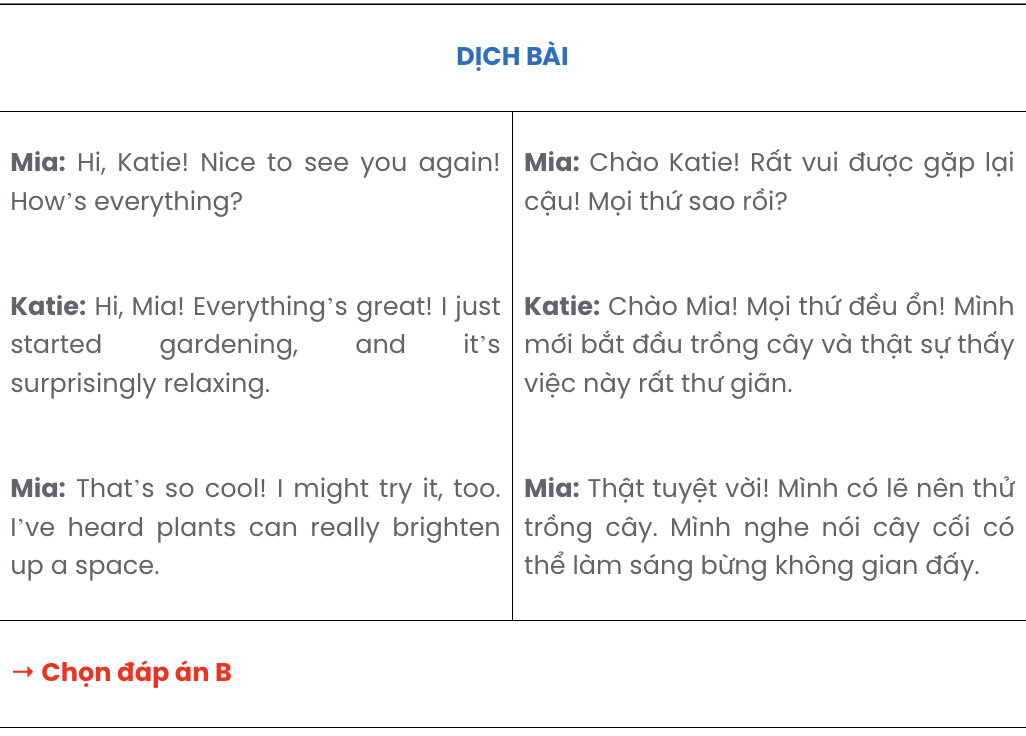 DỊCH BÀI
Mia: Hi, Katie! Nice to see you again!
How’s everything?
Katie: Hi, Mia! Everything’s great! I just
started gardening, and it’s
surprisingly relaxing.
Mia: That’s so cool! I might try it, too.
I’ve heard plants can really brighten
up a space.
Mia: Chào Katie! Rất vui được gặp lại
cậu! Mọi thứ sao rồi?
Katie: Chào Mia! Mọi thứ đều ổn! Mình
mới bắt đầu trồng cây và thật sự thấy
việc này rất thư giãn.
Mia: Thật tuyệt vời! Mình có lẽ nên thử
trồng cây. Mình nghe nói cây cối có
thể làm sáng bừng không gian đấy.
→ Chọn đáp án B